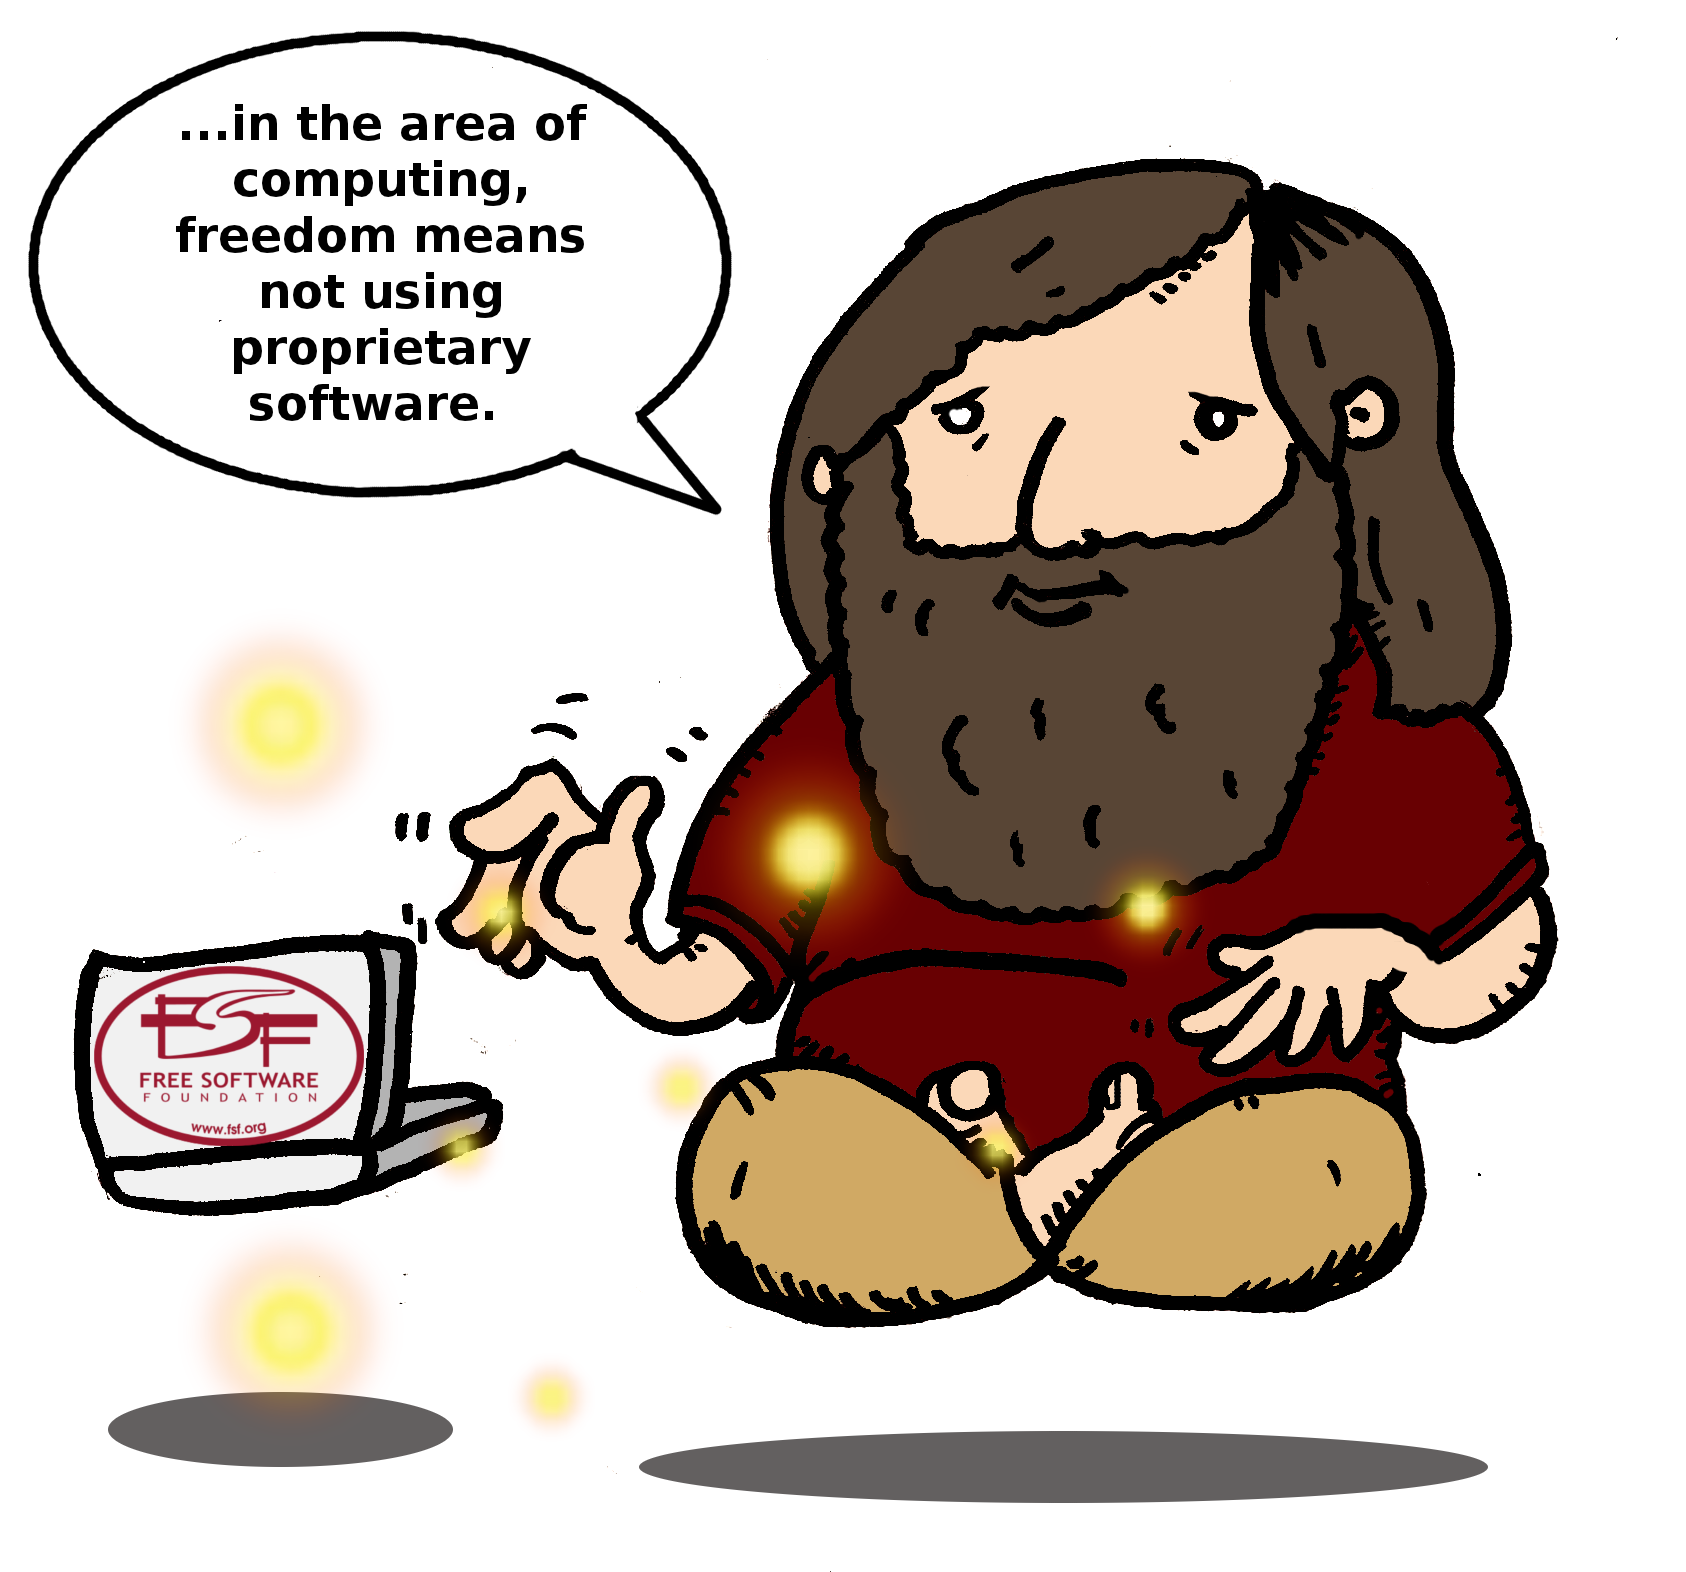 ...in the area of
computing,
freedom means
not using
proprietary
software.
FSF
FREE SOFTWARE
FOUNDATION
www.fsf.org